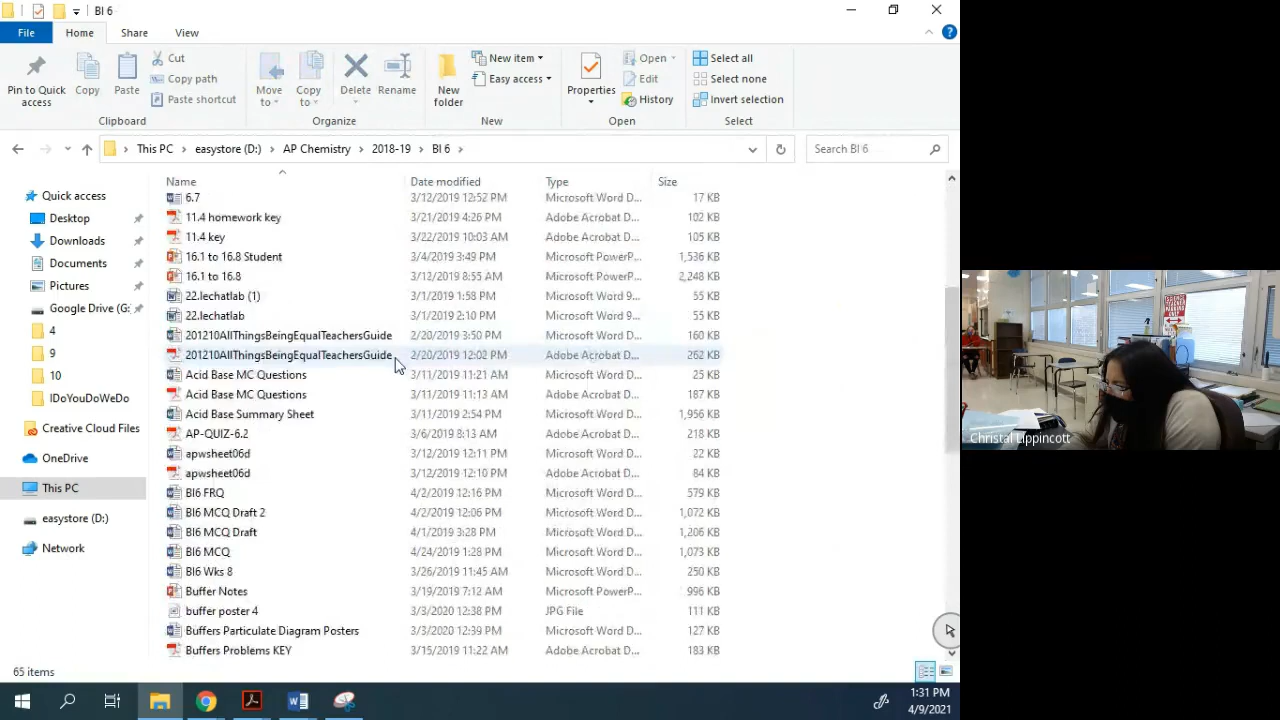 BI 6
File Home Share View
Pin to Quick access
Copy
Paste
Cut
Copy path
Paste shortcut
Move to
Copy to
Delete
Rename
New folder
New item
Easy access
Properties
Open
Edit
History
Select all
Select none
Invert selection
Clipboard Organize New Open Select
This PC easystore (D:) AP Chemistry 2018-19 BI 6
Search BI 6
Quick access
Desktop
Downloads
Documents
Pictures
Google Drive (G:
4
9
10
IDoYouDoWeDo
Creative Cloud Files
OneDrive
This PC
easystore (D:)
Network
Name Date modified Type Size
6.7 3/12/2019 12:52 PM Microsoft Word D... 17 KB
11.4 homework key 3/21/2019 4:26 PM Adobe Acrobat D... 102 KB
11.4 key 3/22/2019 10:03 AM Adobe Acrobat D... 105 KB
16.1 to 16.8 Student 3/4/2019 3:49 PM Microsoft PowerP... 1,536 KB
16.1 to 16.8 3/12/2019 8:55 AM Microsoft PowerP... 2,248 KB
22.lechatlab (1) 3/1/2019 1:58 PM Microsoft Word 9... 55 KB
22.lechatlab 3/1/2019 2:10 PM Microsoft Word 9... 55 KB
201210AllThingsBeingEqualTeachersGuide 2/20/2019 3:50 PM Microsoft Word D... 160 KB
201210AllThingsBeingEqualTeachersGuide 2/20/2019 12:02 PM Adobe Acrobat D... 262 KB
Acid Base MC Questions 3/11/2019 11:21 AM Microsoft Word D... 25 KB
Acid Base MC Questions 3/11/2019 11:13 AM Adobe Acrobat D... 187 KB
Acid Base Summary Sheet 3/11/2019 2:54 PM Microsoft Word D... 1,956 KB
AP-QUIZ-6.2 3/6/2019 8:13 AM Adobe Acrobat D... 218 KB
apwsheet06d 3/12/2019 12:11 PM Microsoft Word D... 22 KB
apwsheet06d 3/12/2019 12:10 PM Adobe Acrobat D... 84 KB
BI6 FRQ 4/2/2019 12:16 PM Microsoft Word D... 579 KB
BI6 MCQ Draft 2 4/2/2019 12:06 PM Microsoft Word D... 1,072 KB
BI6 MCQ Draft 4/1/2019 3:28 PM Microsoft Word D... 1,206 KB
BI6 MCQ 4/24/2019 1:28 PM Microsoft Word D... 1,073 KB
BI6 Wks 8 3/26/2019 11:45 AM Microsoft Word D... 250 KB
Buffer Notes 3/19/2019 7:12 AM Microsoft PowerP... 996 KB
buffer poster 4 3/3/2020 12:38 PM JPG File 111 KB
Buffers Particulate Diagram Posters 3/3/2020 12:39 PM Microsoft Word D... 127 KB
Buffers Problems KEY 3/15/2019 11:22 AM Adobe Acrobat D... 183 KB
65 items
1:31 PM
4/9/2021
Christal Lippincott